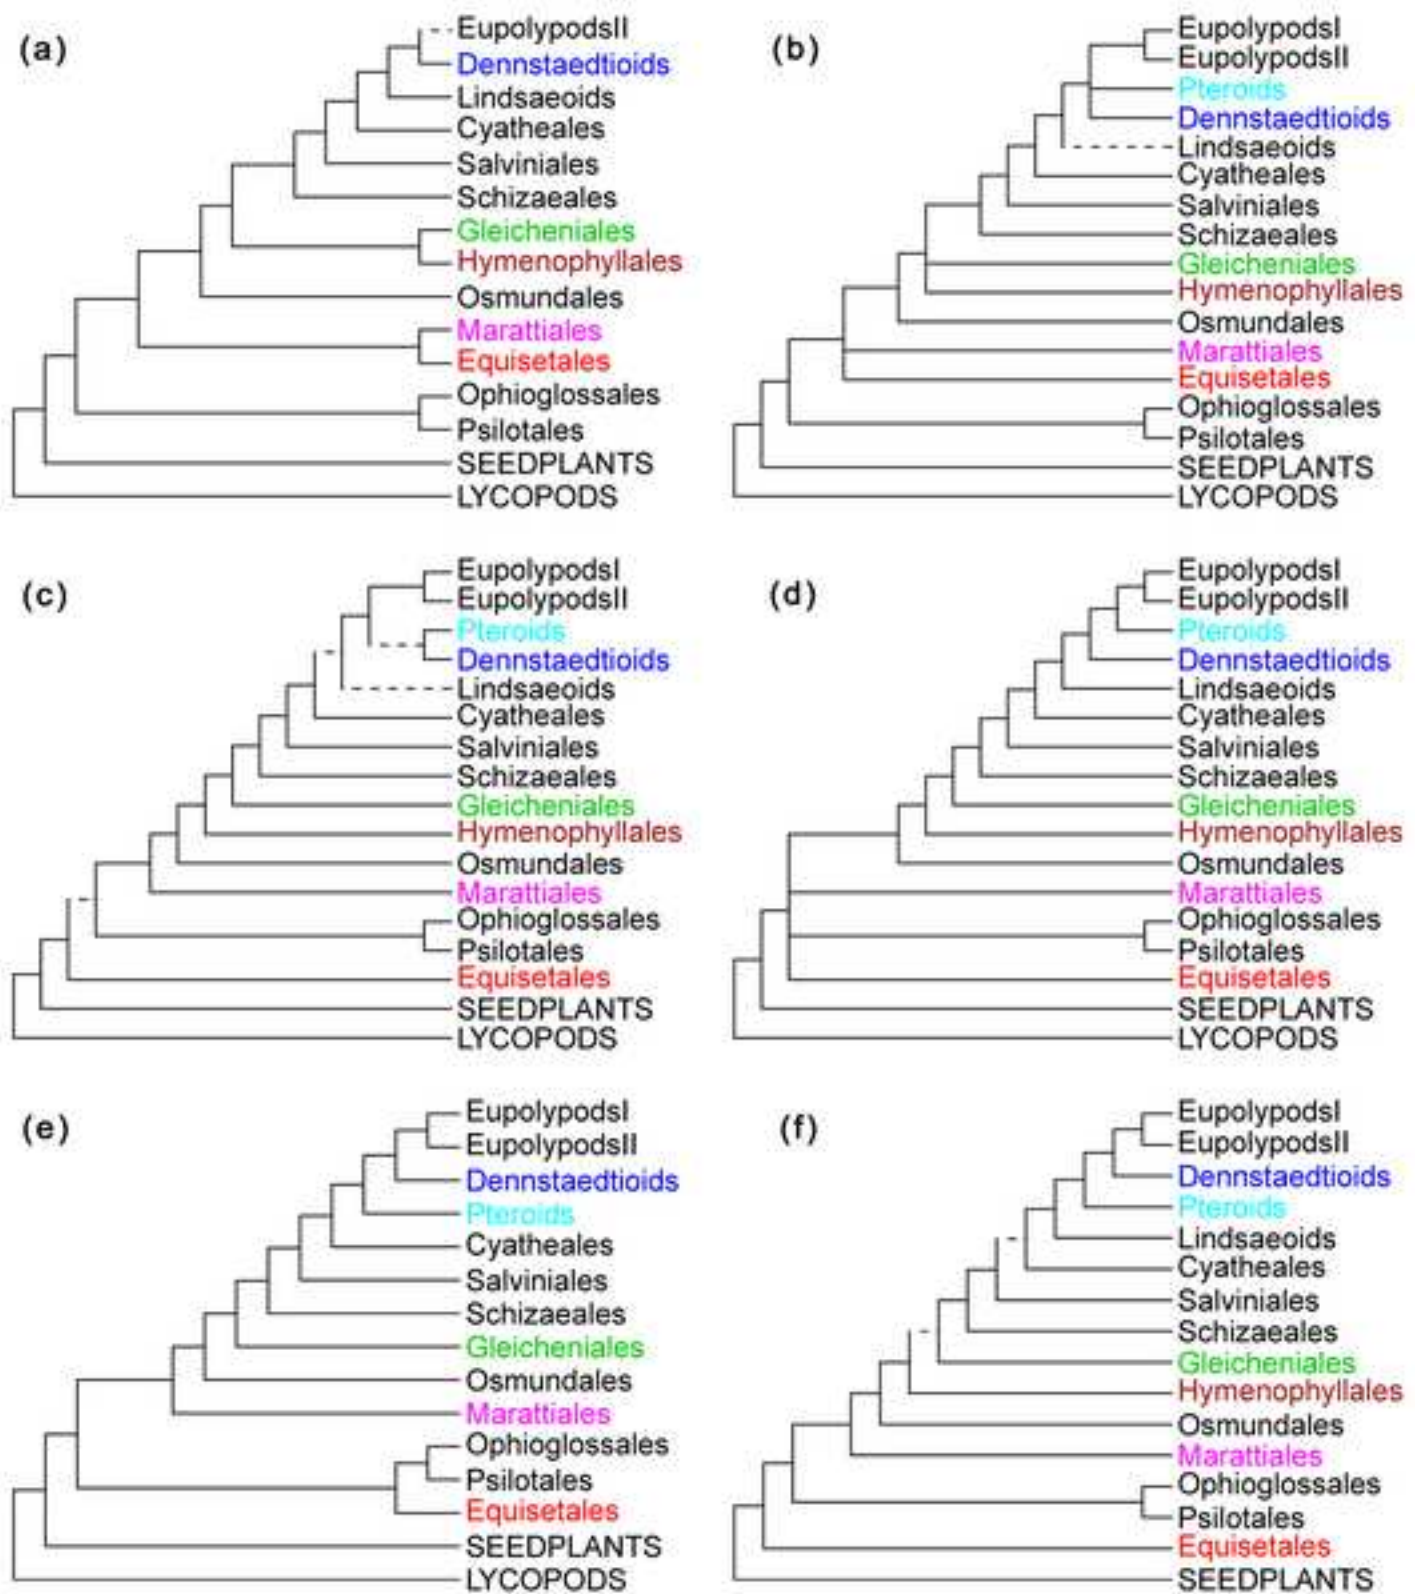 (a)
EupolypodsII
Dennstaedtioids
Lindsaeoids
Cyatheales
Salviniales
Schizaeales
Gleicheniales
Hymenophyllales
Osmundales
Marattiales
Equisetales
Ophioglossales
Psilotales
SEEDPLANTS
LYCOPODS
(b)
EupolypodsI
EupolypodsII
Pteroids
Dennstaedtioids
Lindsaeoids
Cyatheales
Salviniales
Schizaeales
Gleicheniales
Hymenophyllales
Osmundales
Marattiales
Equisetales
Ophioglossales
Psilotales
SEEDPLANTS
LYCOPODS
(c)
EupolypodsI
EupolypodsII
Pteroids
Dennstaedtioids
Lindsaeoids
Cyatheales
Salviniales
Schizaeales
Gleicheniales
Hymenophyllales
Osmundales
Marattiales
Ophioglossales
Psilotales
Equisetales
SEEDPLANTS
LYCOPODS
(d)
EupolypodsI
EupolypodsII
Pteroids
Dennstaedtioids
Lindsaeoids
Cyatheales
Salviniales
Schizaeales
Gleicheniales
Hymenophyllales
Osmundales
Marattiales
Ophioglossales
Psilotales
Equisetales
SEEDPLANTS
LYCOPODS
(e)
EupolypodsI
EupolypodsII
Dennstaedtioids
Pteroids
Cyatheales
Salviniales
Schizaeales
Gleicheniales
Osmundales
Marattiales
Ophioglossales
Psilotales
Equisetales
SEEDPLANTS
LYCOPODS
(f)
EupolypodsI
EupolypodsII
Dennstaedtioids
Pteroids
Lindsaeoids
Cyatheales
Salviniales
Schizaeales
Gleicheniales
Hymenophyllales
Osmundales
Marattiales
Ophioglossales
Psilotales
Equisetales
SEEDPLANTS